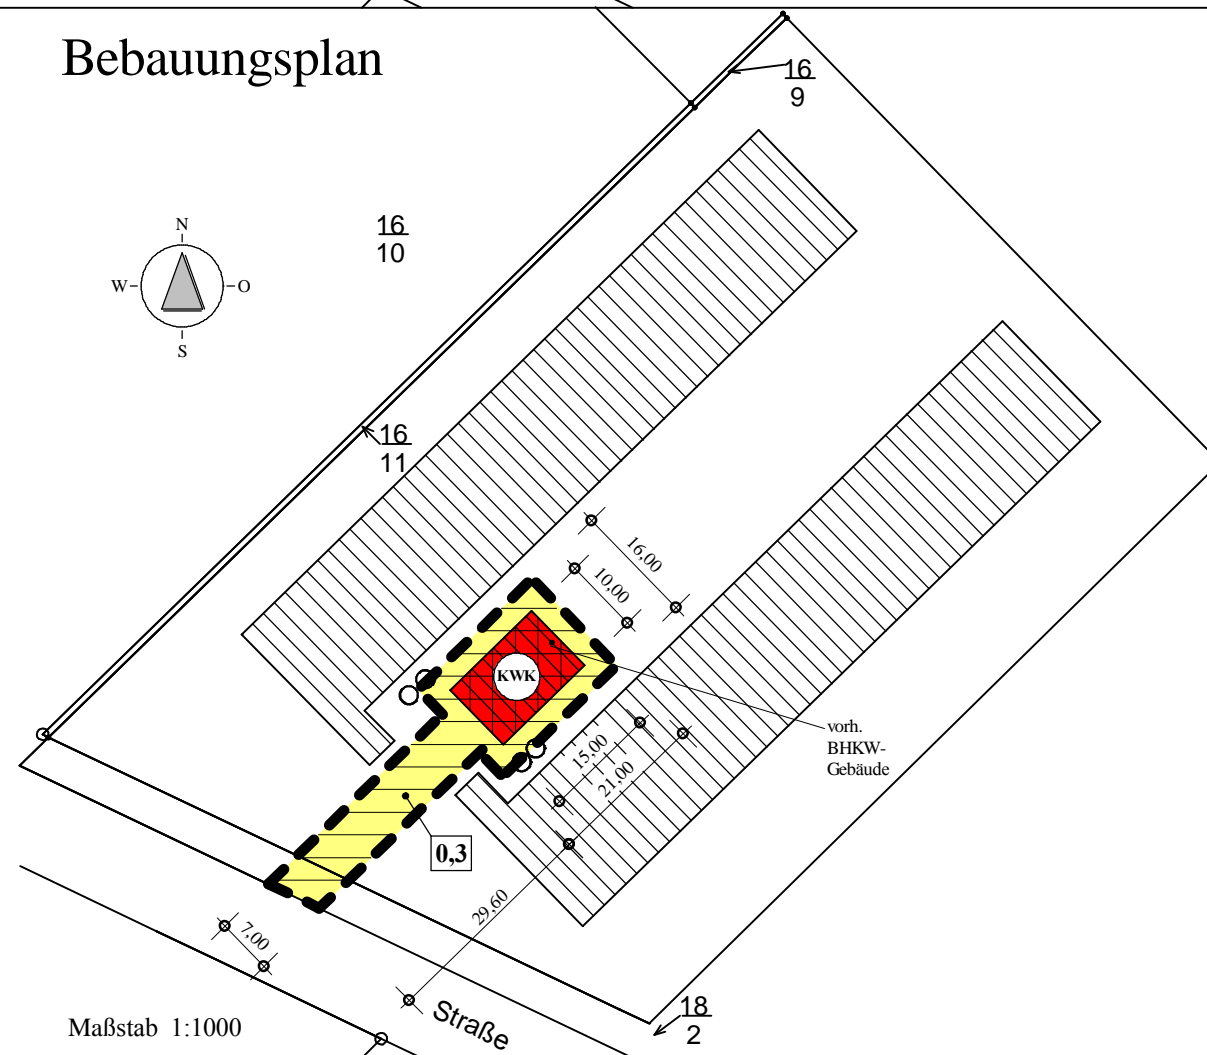 Bebauungsplan
16
9
16
10
N
W
O
S
16
11
16,00
10,00
KWK
vorh.
BHKW-
Gebäude
15,00
21,00
0,3
29,60
7,00
Straße
18
2
Maßstab 1:1000